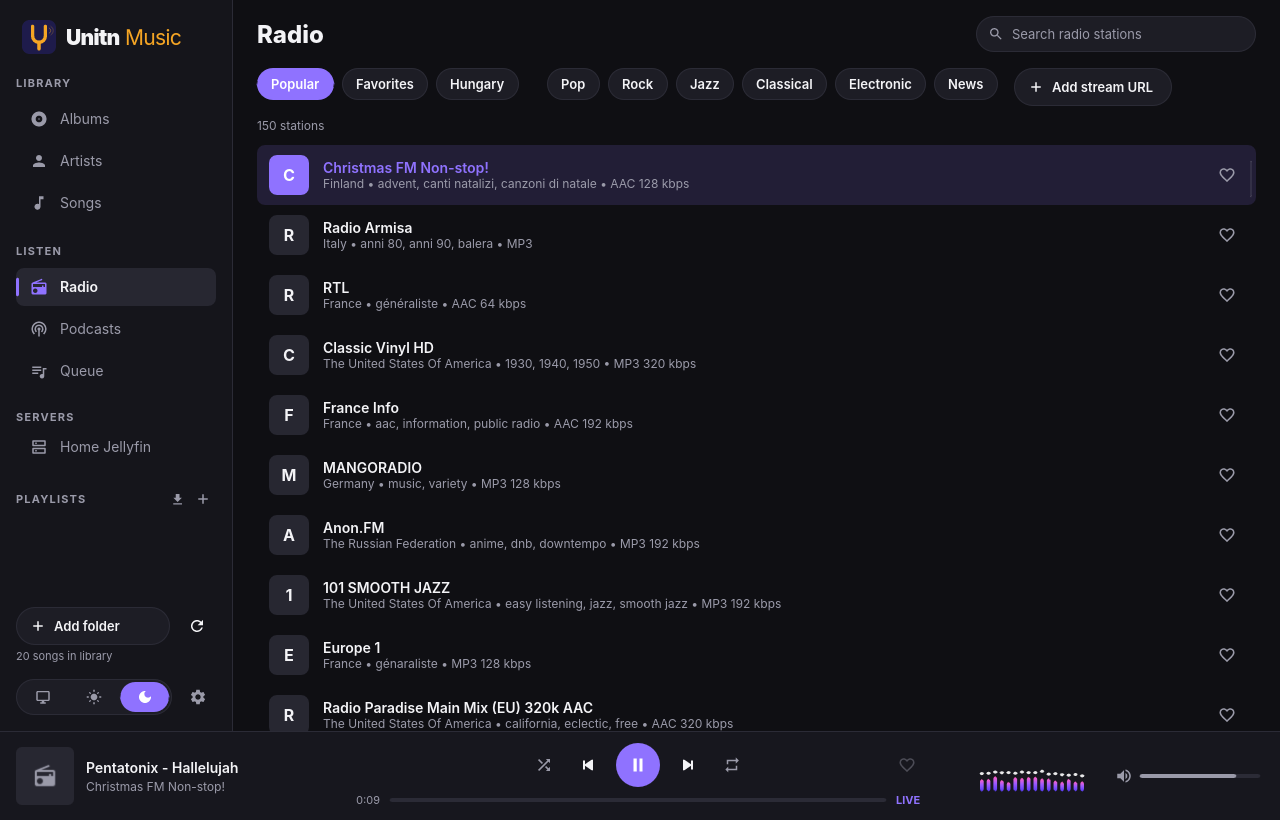 Unitn Music
LIBRARY
Albums
Artists
Songs
LISTEN
Radio
Podcasts
Queue
SERVERS
Home Jellyfin
PLAYLISTS
Add folder
20 songs in library
Radio
Search radio stations
Popular Favorites Hungary Pop Rock Jazz Classical Electronic News Add stream URL
150 stations
C
Christmas FM Non-stop!
Finland • advent, canti natalizi, canzoni di natale • AAC 128 kbps
R
Radio Armisa
Italy • anni 80, anni 90, balera • MP3
R
RTL
France • généraliste • AAC 64 kbps
C
Classic Vinyl HD
The United States Of America • 1930, 1940, 1950 • MP3 320 kbps
F
France Info
France • aac, information, public radio • AAC 192 kbps
M
MANGORADIO
Germany • music, variety • MP3 128 kbps
A
Anon.FM
The Russian Federation • anime, dnb, downtempo • MP3 192 kbps
1
101 SMOOTH JAZZ
The United States Of America • easy listening, jazz, smooth jazz • MP3 192 kbps
E
Europe 1
France • génaraliste • MP3 128 kbps
R
Radio Paradise Main Mix (EU) 320k AAC
The United States Of America • california, eclectic, free • AAC 320 kbps
Pentatonix - Hallelujah
Christmas FM Non-stop!
0:09
LIVE